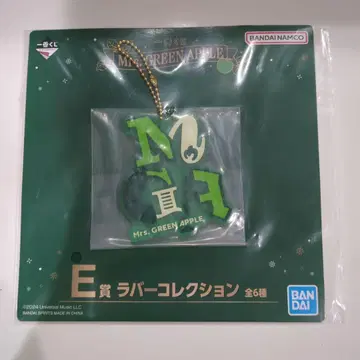 一番くじ
Mrs. GREEN APPLE
BANDAI NAMCO
Mrs. GREEN APPLE
E賞 ラバーコレクション 全6種
BANDAI
©2024 Universal Music LLC
BANDAI SPIRITS MADE IN CHINA